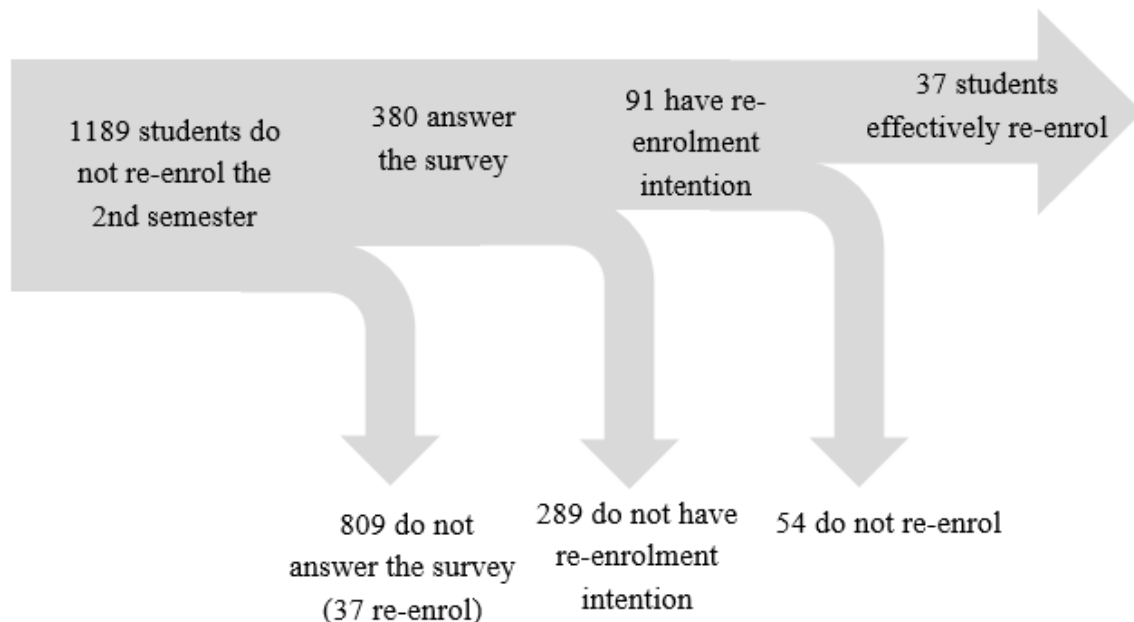 1189 students do
not re-enrol the
2nd semester
380 answer
the survey
91 have re-
enrolment
intention
37 students
effectively re-enrol
809 do not
answer the survey
(37 re-enrol)
289 do not have
re-enrolment
intention
54 do not re-enrol